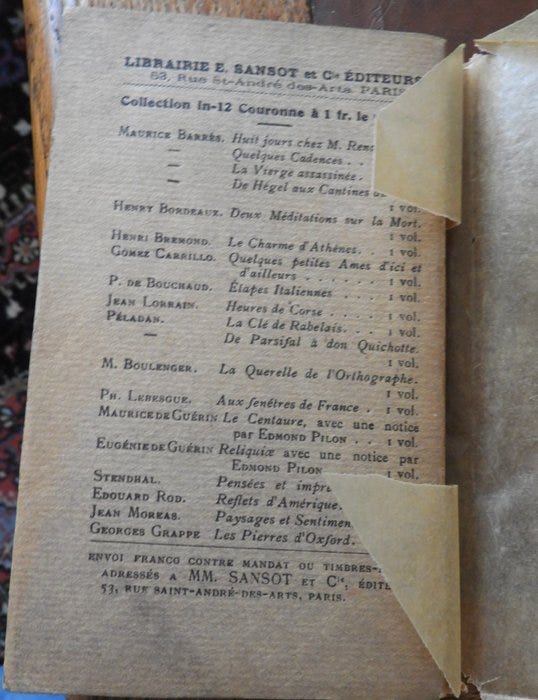 LIBRAIRIE E. SANSOT et Cie ÉDITEURS
53, Rue St-André des-Arts, PARIS
Collection in-12 Couronne à 1 fr. le
MAURICE BARRÈS. Huit jours chez M. Ren
— Quelques Cadences . .
— La Vierge assassinée .
— De Hégel aux Cantines
1 vol.
HENRY BORDEAUX. Deux Méditations sur la Mort.
1 vol.
HENRI BREMOND. Le Charme d'Athènes. . 1 vol.
GOMEZ CARRILLO. Quelques petites Ames d'ici et
d'ailleurs . . . . . . . 1 vol.
P. DE BOUCHAUD. Étapes Italiennes . . . . 1 vol.
JEAN LORRAIN. Heures de Corse . . . . 1 vol.
PÉLADAN. La Clé de Rabelais. . . 1 vol.
— De Parsifal à don Quichotte.
1 vol.
M. BOULENGER. La Querelle de l'Orthographe.
1 vol.
PH. LEBESGUE. Aux fenêtres de France . 1 vol.
MAURICE DE GUÉRIN Le Centaure, avec une notice
par EDMOND PILON . . 1 vol.
EUGÉNIE DE GUÉRIN Reliquiæ avec une notice par
EDMOND PILON 1 vol.
STENDHAL. Pensées et impre
EDOUARD ROD. Reflets d'Amérique.
JEAN MOREAS. Paysages et Sentimen
GEORGES GRAPPE Les Pierres d'Oxford.
ENVOI FRANCO CONTRE MANDAT OU TIMBRES-
ADRESSÉS A MM. SANSOT ET Cie, ÉDITE
53, RUE SAINT-ANDRÉ-DES-ARTS, PARIS.